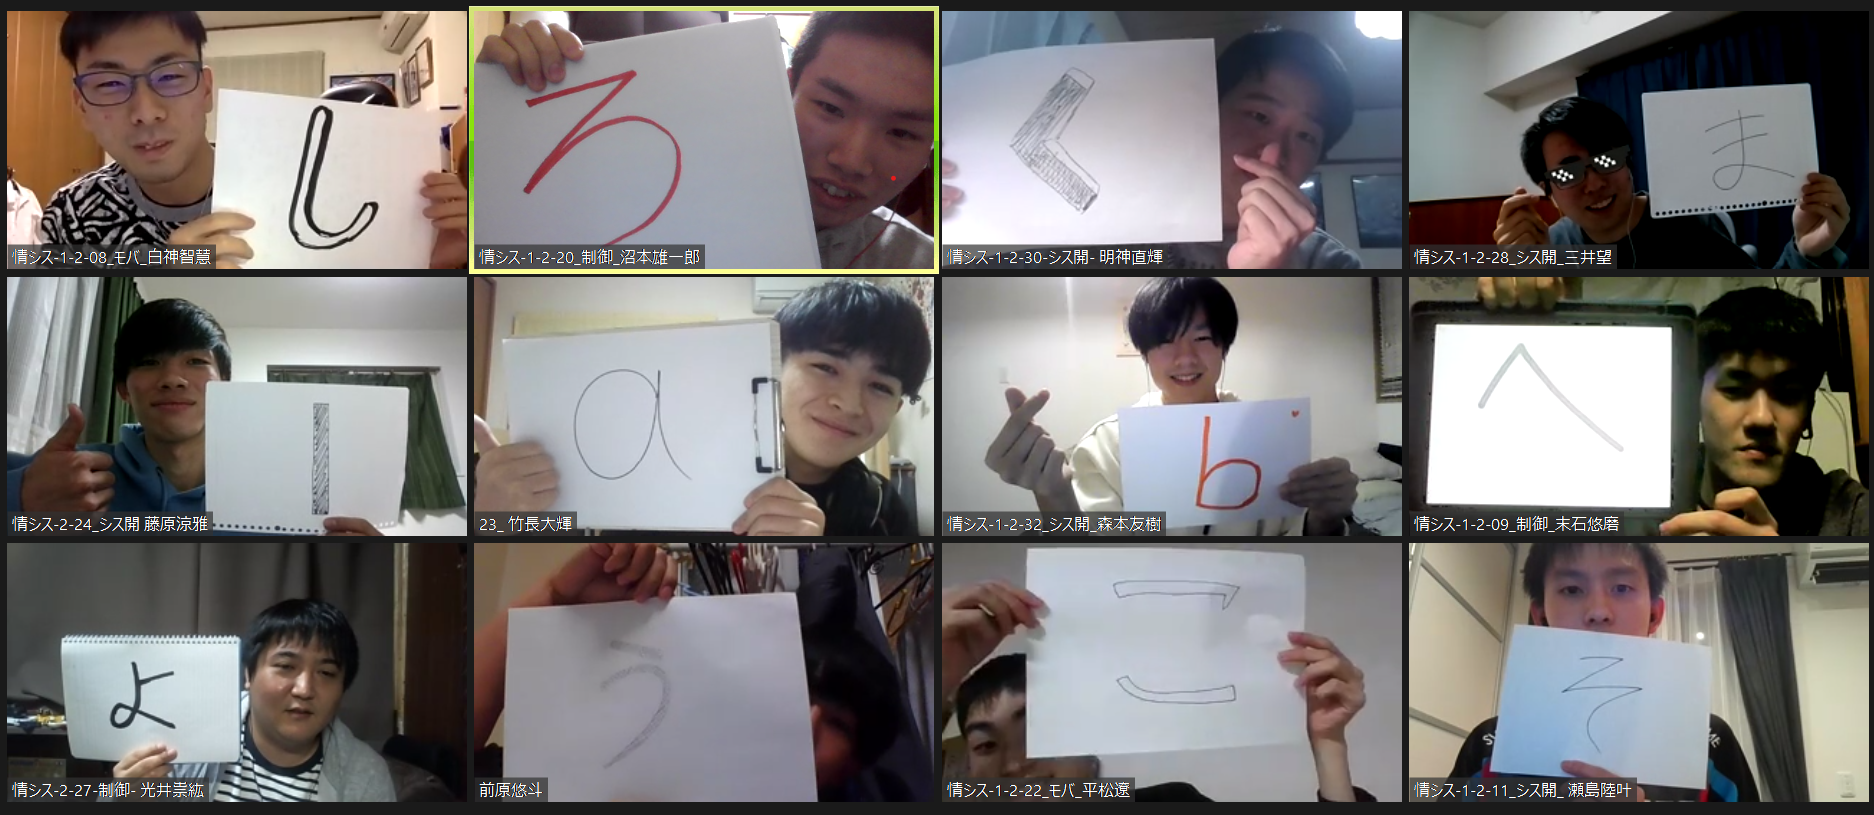 し
ろ
く
ま
情シス-1-2-08_モバ_白神智慧
情シス-1-2-20_制御_沼本雄一郎
情シス-1-2-30-シス開- 明神直輝
情シス-1-2-28_シス開_三井望
l
a
b
へ
情シス-2-24_シス開 藤原涼雅
23_ 竹長大輝
情シス-1-2-32_シス開_森本友樹
情シス-1-2-09_制御_末石悠磨
よ
う
こ
そ
情シス-2-27-制御- 光井崇紘
前原悠斗
情シス-1-2-22_モバ_平松遼
情シス-1-2-11_シス開_ 瀬島陸叶